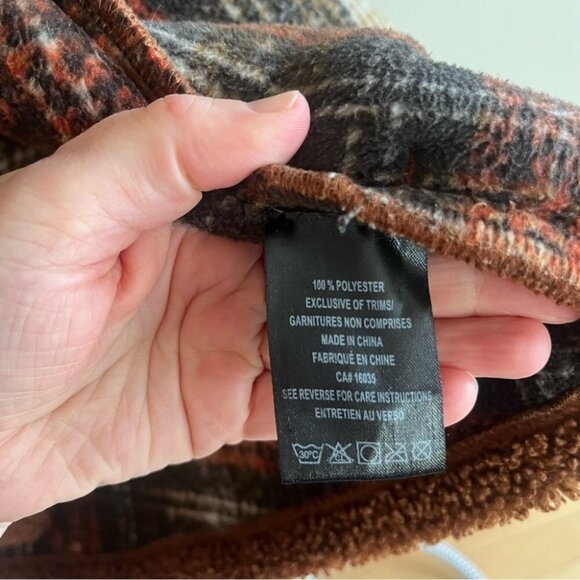 100 % POLYESTER
EXCLUSIVE OF TRIMS/
GARNITURES NON COMPRISES
MADE IN CHINA
FABRIQUÉ EN CHINE
CA# 16035
SEE REVERSE FOR CARE INSTRUCTIONS
ENTRETIEN AU VERSO
30°C